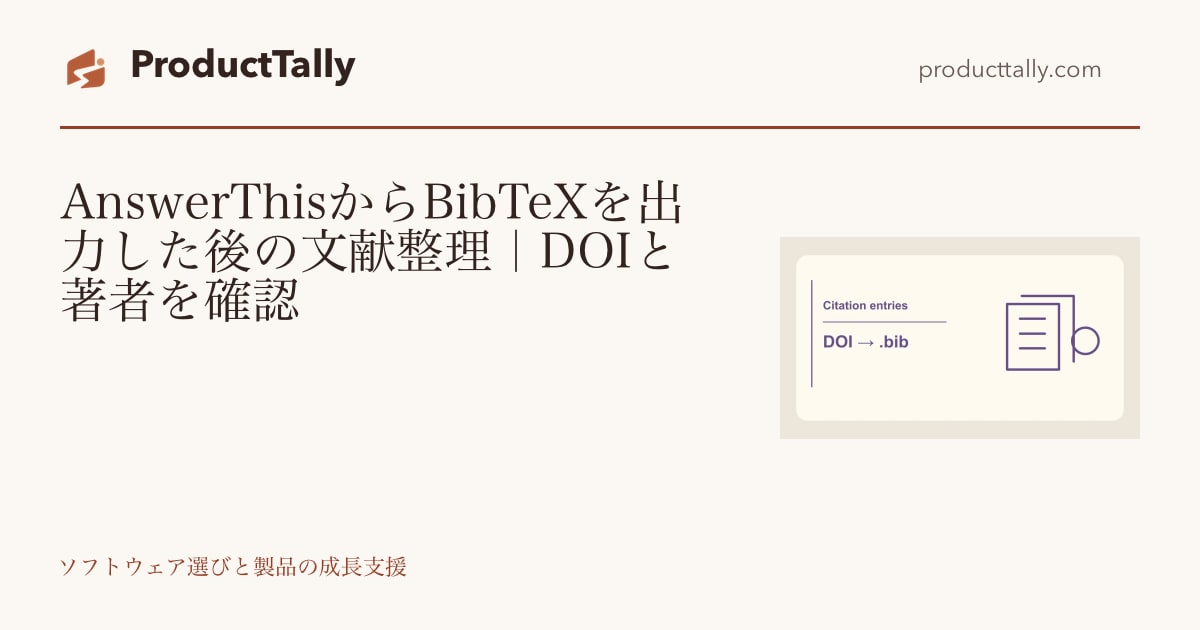 ProductTally
producttally.com
AnswerThisからBibTeXを出
力した後の文献整理｜DOIと
著者を確認
Citation entries
DOI → .bib
ソフトウェア選びと製品の成長支援